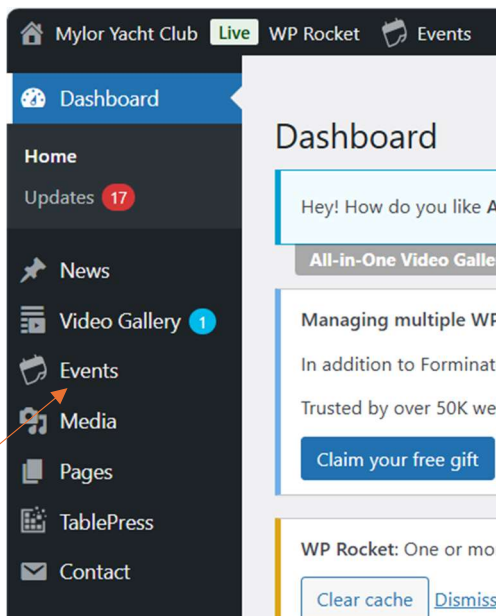 Mylor Yacht Club Live WP Rocket Events
Dashboard
Home
Updates 17
News
Video Gallery 1
Events
Media
Pages
TablePress
Contact
Dashboard
Hey! How do you like A
All-in-One Video Galle
Managing multiple WP
In addition to Forminat
Trusted by over 50K we
Claim your free gift
WP Rocket: One or mo
Clear cache Dismiss